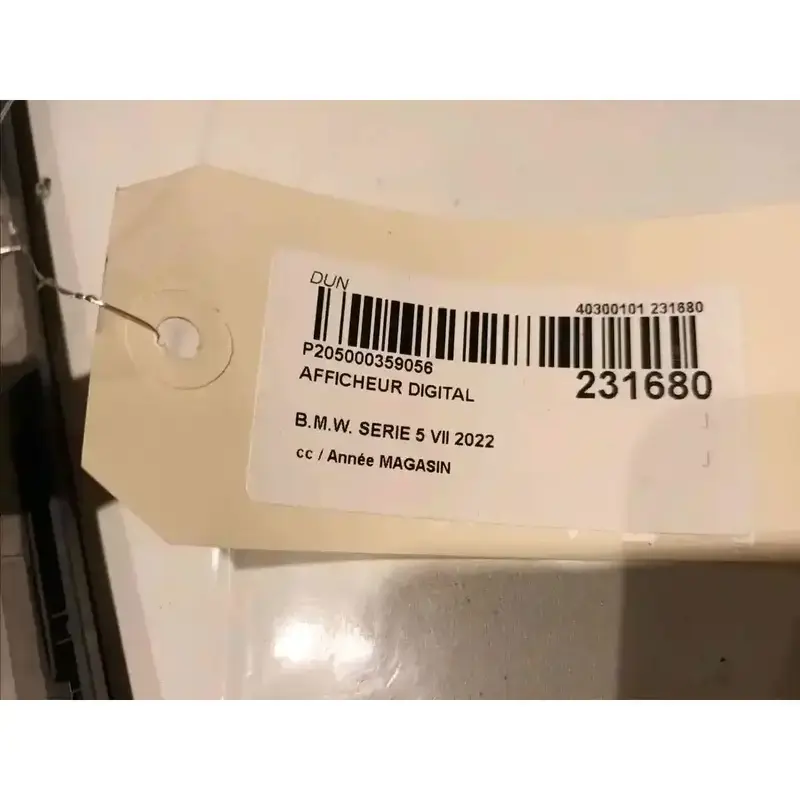 DUN
40300101 231680
P205000359056
231680
AFFICHEUR DIGITAL
B.M.W. SERIE 5 VII 2022
cc / Année MAGASIN